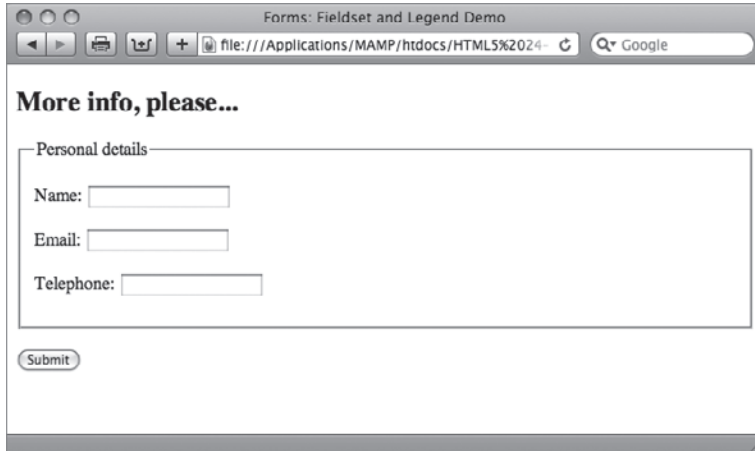 Forms: Fieldset and Legend Demo
file:///Applications/MAMP/htdocs/HTML5%2024-
Google
More info, please...
Personal details
Name:
Email:
Telephone:
Submit